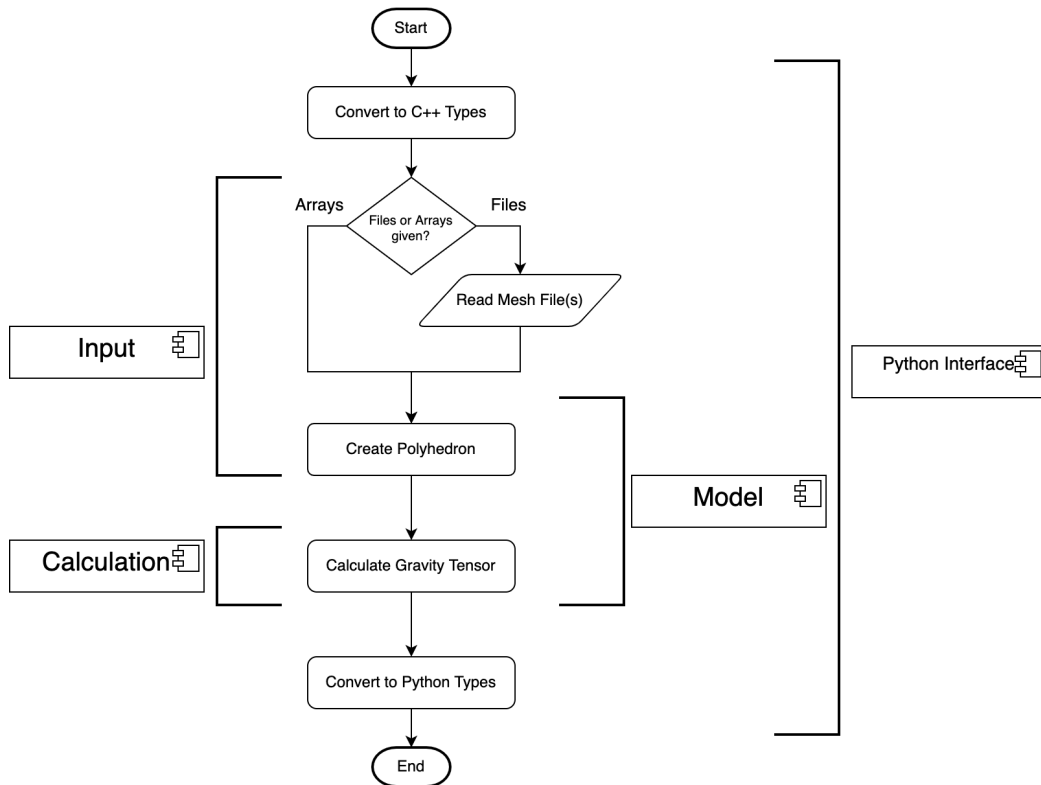 Start
Convert to C++ Types
Arrays
Files
Files or Arrays
given?
Read Mesh File(s)
Input
Python Interface
Create Polyhedron
Model
Calculation
Calculate Gravity Tensor
Convert to Python Types
End